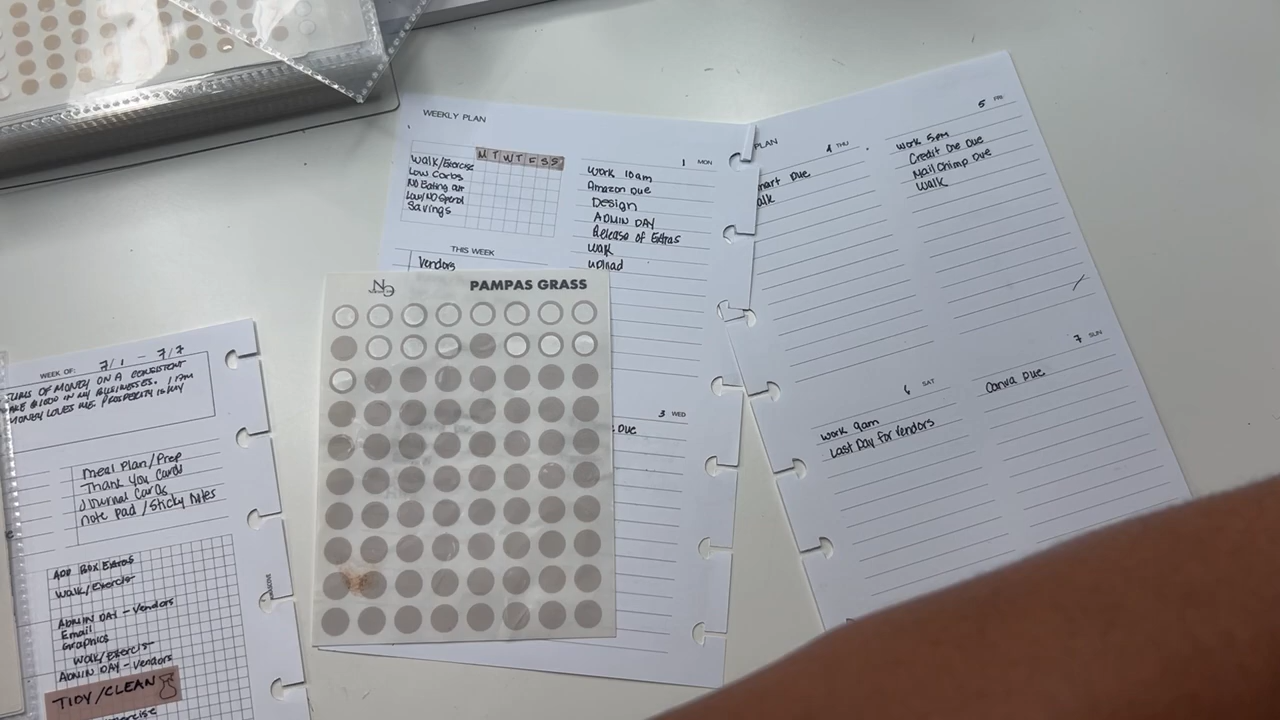 WEEKLY PLAN
M T W T F S S
Walk/Exercise
Low Carbs
NO Eating out
Low/NO Spend
Savings
THIS WEEK
Vendors
1 MON
Work 10am
Amazon Due
Design
ADMIN DAY
Release of Extras
Walk
upload
3 WED
Due
PLAN
4 THU
Due
5 FRI
Work 5pm
Credit One Due
MailChimp Due
Walk
6 SAT
Work 9am
Last Day for Vendors
7 SUN
Canva Due
PAMPAS GRASS
WEEK OF: 7/1 - 7/7
OF MONEY ON A CONSISTENT
IN MY BUSINESSES. I AM
MONEY LOVES ME. PROSPERITY IS MY
Meal Plan/Prep
Thank You Cards
Journal Cards
Note Pad/Sticky Notes
ADD BOX Extras
Walk/Exercise
ADMIN DAY - Vendors
Email
Graphics
Walk/Exercise
ADMIN DAY - Vendors
TIDY/CLEAN